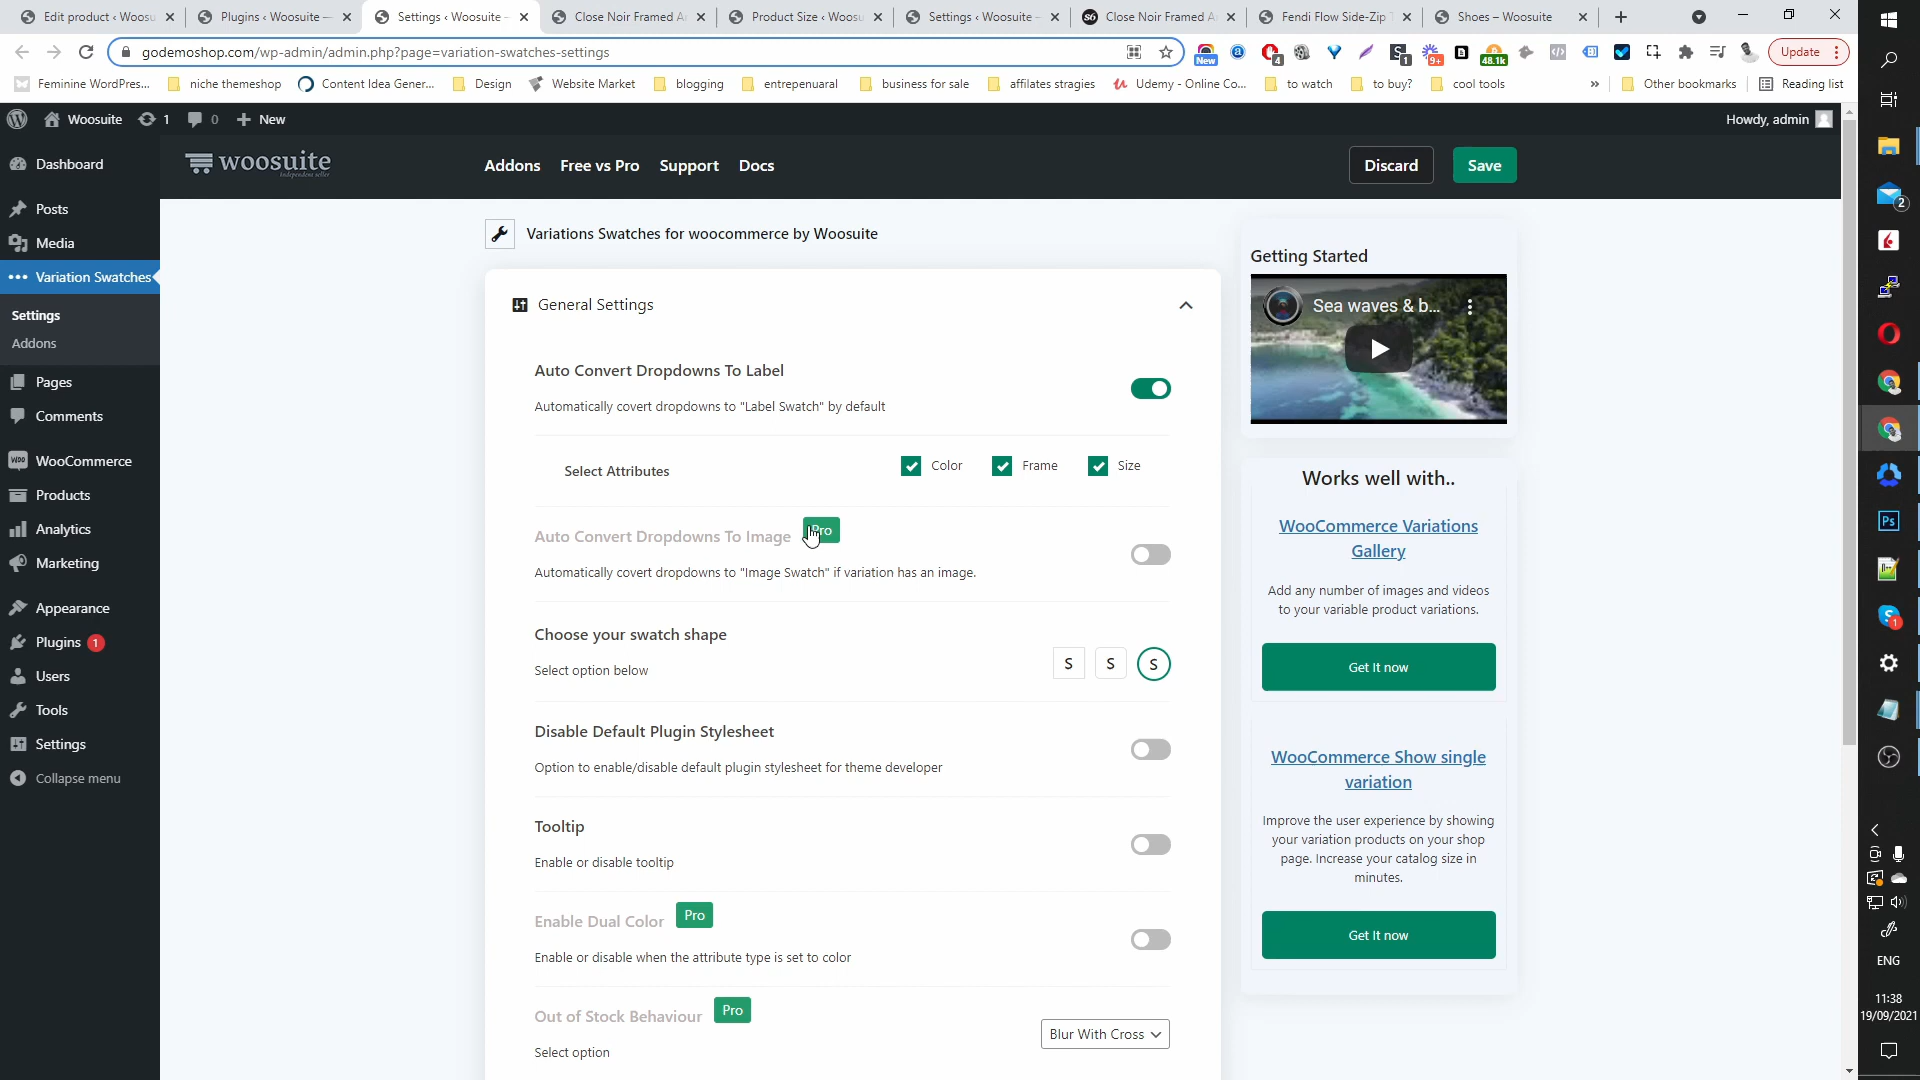 Edit product ‹ Woosu
Plugins ‹ Woosuite —
Settings ‹ Woosuite —
Close Noir Framed A
Product Size ‹ Woosu
Settings ‹ Woosuite —
Close Noir Framed A
Fendi Flow Side-Zip
Shoes – Woosuite
godemoshop.com/wp-admin/admin.php?page=variation-swatches-settings
New
4
1
9+
48.1k
Update
Feminine WordPres...
niche themeshop
Content Idea Gener...
Design
Website Market
blogging
entrepenuaral
business for sale
affilates stragies
Udemy - Online Co...
to watch
to buy?
cool tools
»
Other bookmarks
Reading list
Woosuite
1
0
+ New
Howdy, admin
Dashboard
Posts
Media
Variation Swatches
Settings
Addons
Pages
Comments
WooCommerce
Products
Analytics
Marketing
Appearance
Plugins 1
Users
Tools
Settings
Collapse menu
woosuite
Independent seller
Addons
Free vs Pro
Support
Docs
Discard
Save
Variations Swatches for woocommerce by Woosuite
General Settings
Auto Convert Dropdowns To Label
Automatically covert dropdowns to "Label Swatch" by default
Select Attributes
Color
Frame
Size
Auto Convert Dropdowns To Image
Pro
Automatically covert dropdowns to "Image Swatch" if variation has an image.
Choose your swatch shape
Select option below
S
S
S
Disable Default Plugin Stylesheet
Option to enable/disable default plugin stylesheet for theme developer
Tooltip
Enable or disable tooltip
Enable Dual Color
Pro
Enable or disable when the attribute type is set to color
Out of Stock Behaviour
Pro
Select option
Blur With Cross
Getting Started
Sea waves & b...
Works well with..
WooCommerce Variations
Gallery
Add any number of images and videos
to your variable product variations.
Get It now
WooCommerce Show single
variation
Improve the user experience by showing
your variation products on your shop
page. Increase your catalog size in
minutes.
Get It now
2
Ps
1
ENG
11:38
19/09/2021